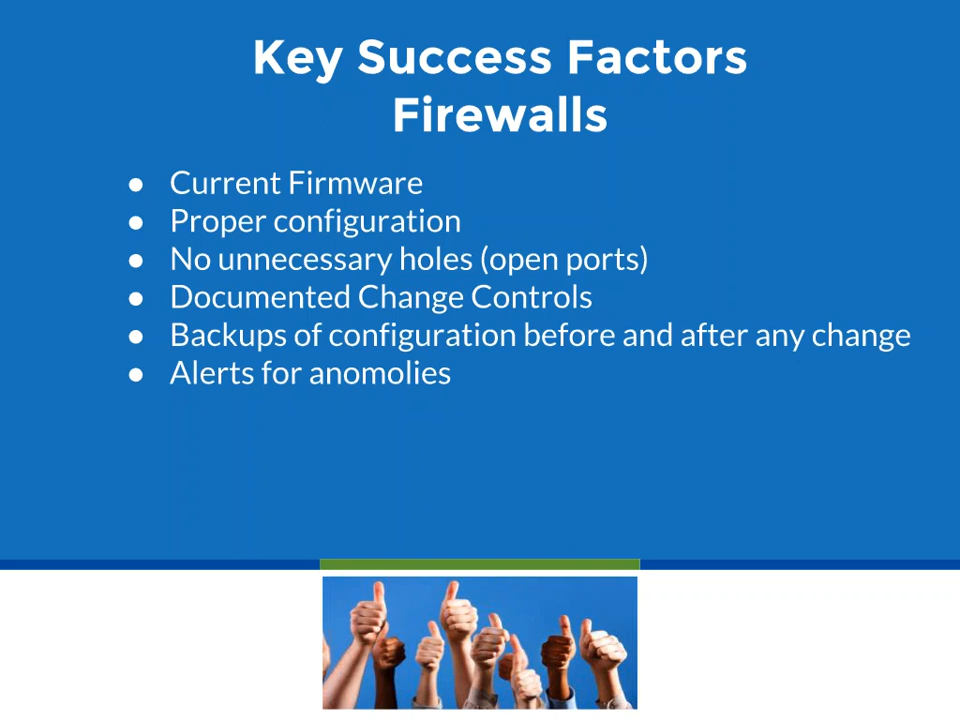 Key Success Factors
Firewalls
● Current Firmware
● Proper configuration
● No unnecessary holes (open ports)
● Documented Change Controls
● Backups of configuration before and after any change
● Alerts for anomolies